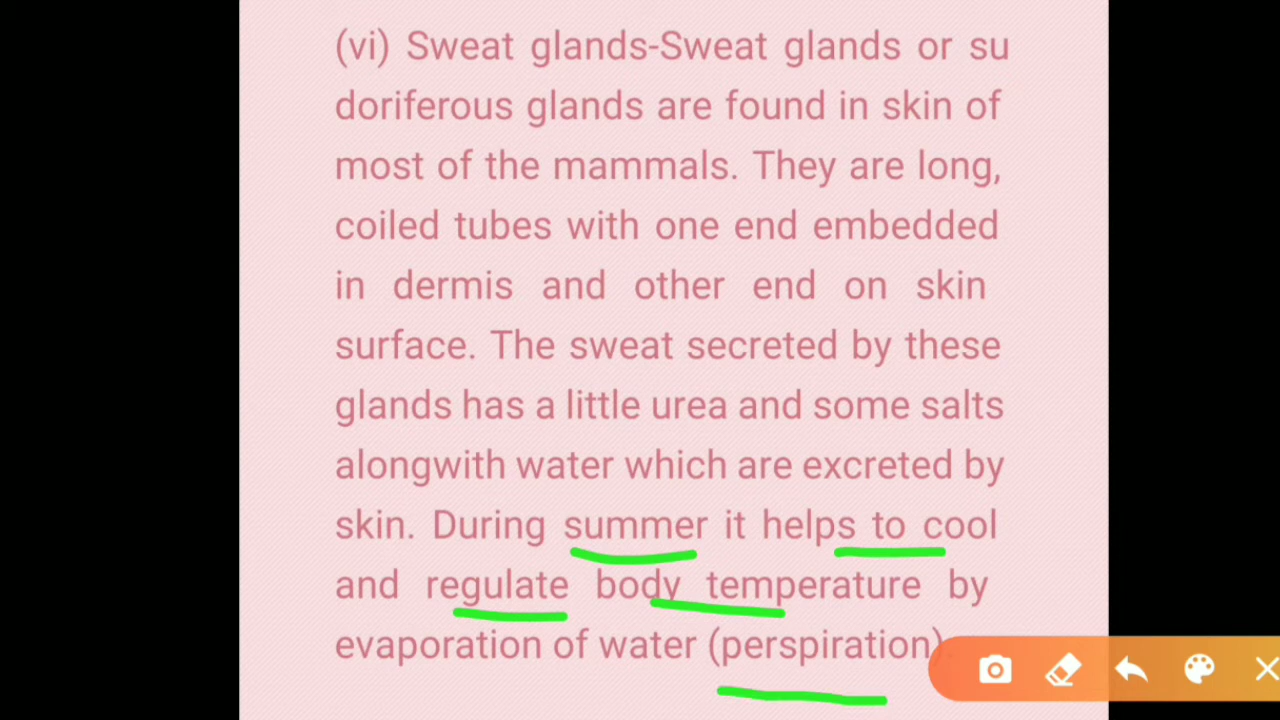 (vi) Sweat glands-Sweat glands or su
doriferous glands are found in skin of
most of the mammals. They are long,
coiled tubes with one end embedded
in dermis and other end on skin
surface. The sweat secreted by these
glands has a little urea and some salts
alongwith water which are excreted by
skin. During summer it helps to cool
and regulate body temperature by
evaporation of water (perspiration)